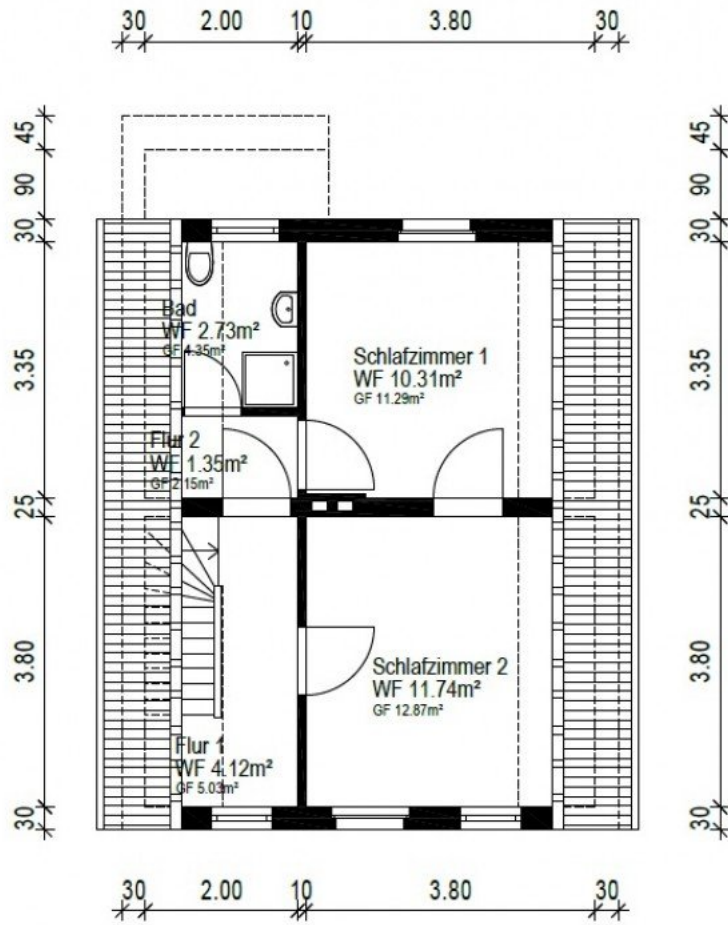 30 2.00 10 3.80 30
45 45
90 90
30 30
Bad
WF 2.73m²
GF 4.35m²
3.35 3.35
Schlafzimmer 1
WF 10.31m²
GF 11.29m²
Flur 2
WF 1.35m²
GF 2.15m²
25 25
3.80 3.80
Schlafzimmer 2
WF 11.74m²
GF 12.87m²
Flur 1
WF 4.12m²
GF 5.03m²
30 30
30 2.00 10 3.80 30